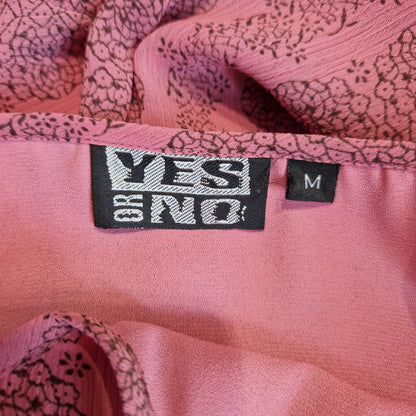 YES
OR NO
M